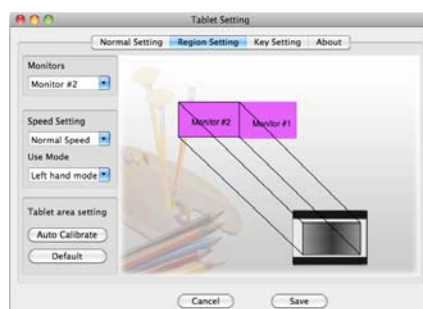 Tablet Setting
Normal Setting Region Setting Key Setting About
Monitors
Monitor #2
Monitor #2 Monitor #1
Speed Setting
Normal Speed
Use Mode
Left hand mode
Tablet area setting
Auto Calibrate
Default
Cancel Save